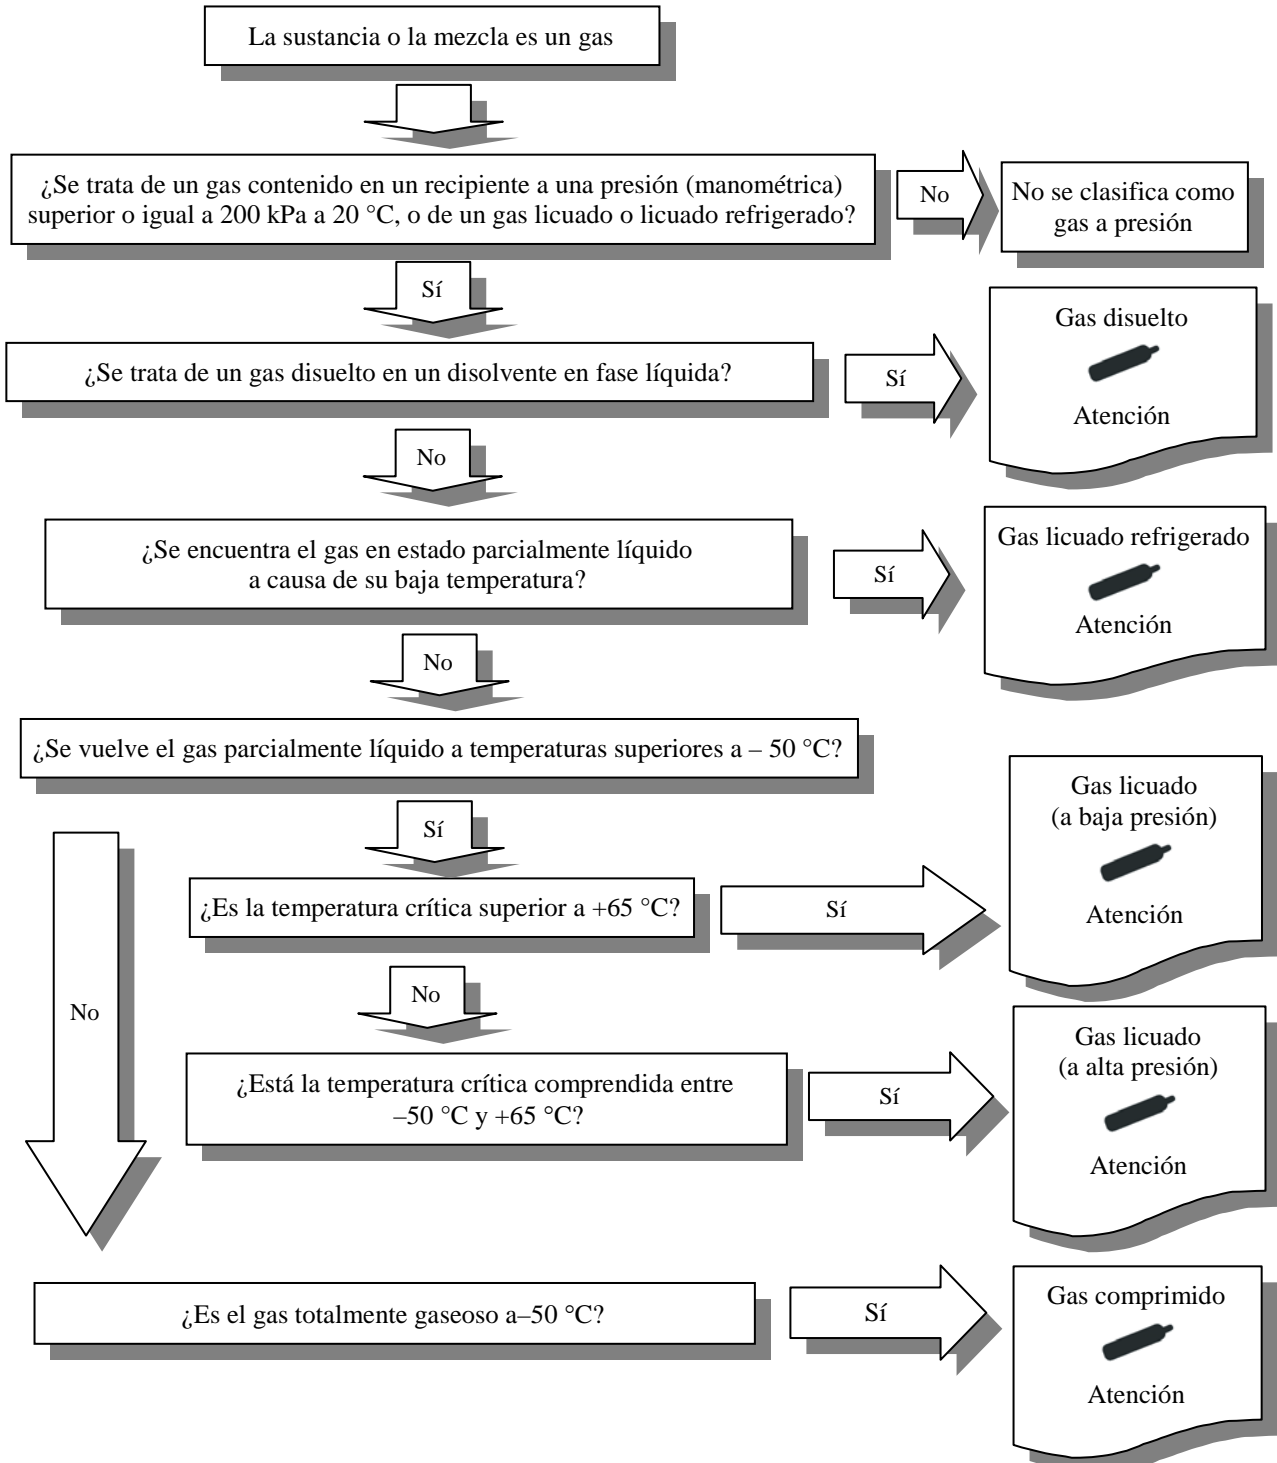 La sustancia o la mezcla es un gas
¿Se trata de un gas contenido en un recipiente a una presión (manométrica)
superior o igual a 200 kPa a 20 °C, o de un gas licuado o licuado refrigerado?
No
No se clasifica como
gas a presión
Sí
¿Se trata de un gas disuelto en un disolvente en fase líquida?
Sí
Gas disuelto
Atención
No
¿Se encuentra el gas en estado parcialmente líquido
a causa de su baja temperatura?
Sí
Gas licuado refrigerado
Atención
No
¿Se vuelve el gas parcialmente líquido a temperaturas superiores a – 50 °C?
Sí
¿Es la temperatura crítica superior a +65 °C?
Sí
Gas licuado
(a baja presión)
Atención
No
No
¿Está la temperatura crítica comprendida entre
–50 °C y +65 °C?
Sí
Gas licuado
(a alta presión)
Atención
¿Es el gas totalmente gaseoso a–50 °C?
Sí
Gas comprimido
Atención